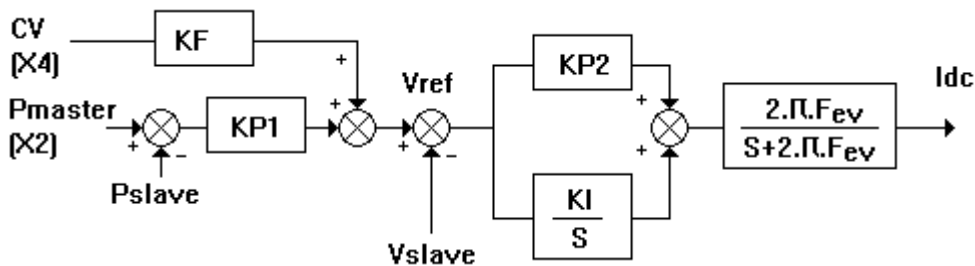 CV
(X4)
KF
+
+
Vref
KP2
Idc
Pmaster
(X2)
+
-
KP1
+
-
+
+
2.Π.Fev
S+2.Π.Fev
Pslave
KI
S
Vslave